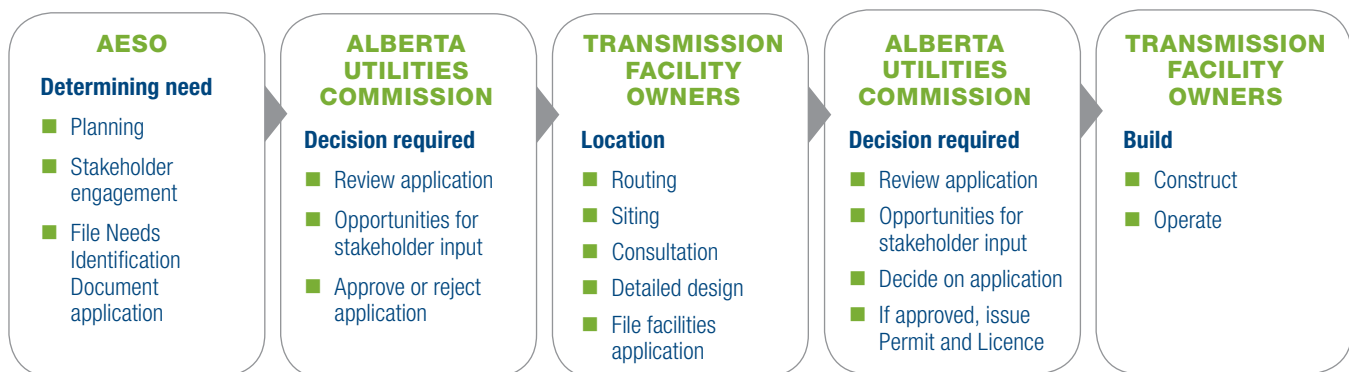 AESO
Determining need
Planning
Stakeholder
engagement
File Needs
Identification
Document
application
ALBERTA
UTILITIES
COMMISSION
Decision required
Review application
Opportunities for
stakeholder input
Approve or reject
application
TRANSMISSION
FACILITY
OWNERS
Location
Routing
Siting
Consultation
Detailed design
File facilities
application
ALBERTA
UTILITIES
COMMISSION
Decision required
Review application
Opportunities for
stakeholder input
Decide on application
If approved, issue
Permit and Licence
TRANSMISSION
FACILITY
OWNERS
Build
Construct
Operate